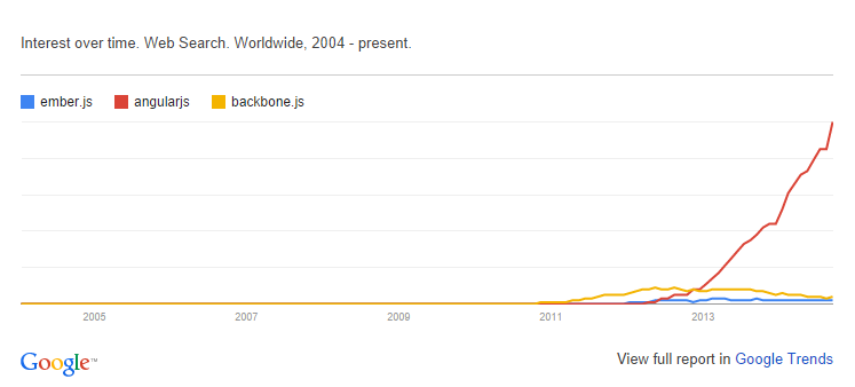 Interest over time. Web Search. Worldwide, 2004 - present.
ember.js angularjs backbone.js
2005 2007 2009 2011 2013
Google™ View full report in Google Trends